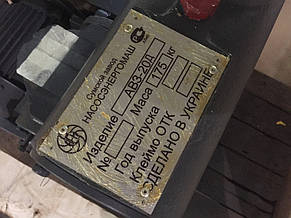 Сумской завод
НАСОСЭНЕРГОМАШ
Изделие АВЗ-20Д
№ Масса 175 кг
Год выпуска
Клеймо ОТК
СДЕЛАНО В УКРАИНЕ